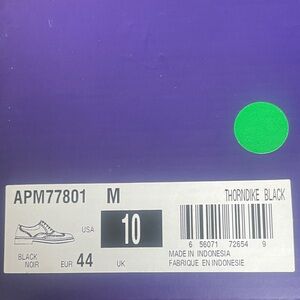 APM77801 M THORNDIKE BLACK
USA 10
BLACK
NOIR EUR 44 UK
6 56071 72654 9
MADE IN INDONESIA
FABRIQUE EN INDONESIE